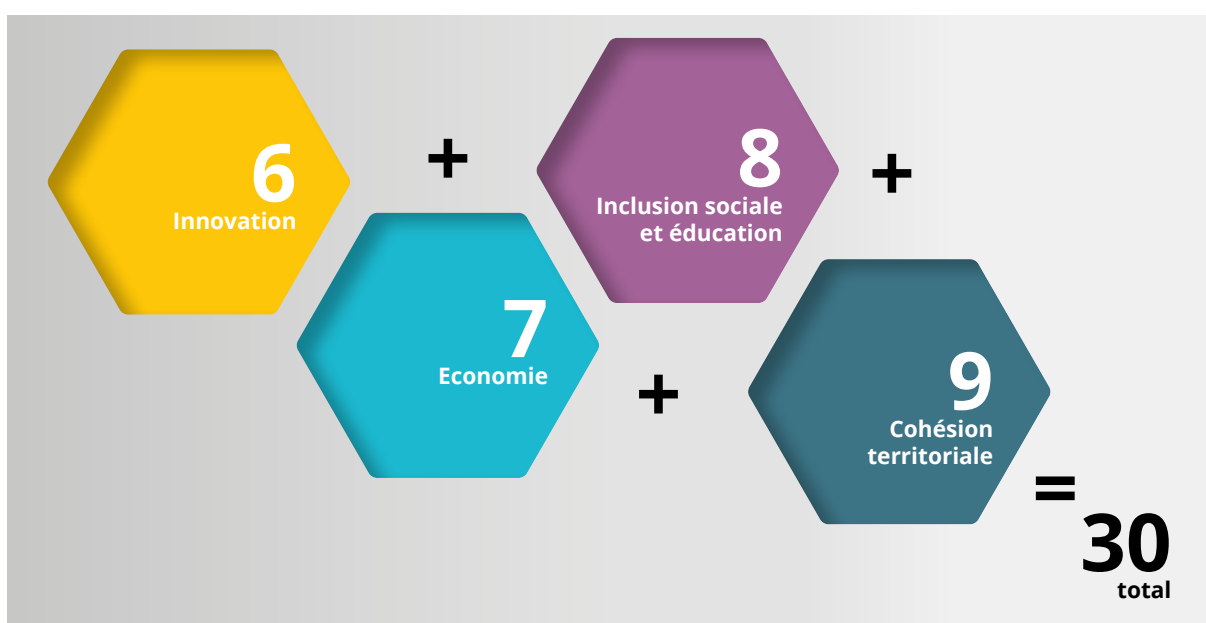 6
Innovation
+
7
Economie
+
8
Inclusion sociale
et éducation
+
9
Cohésion
territoriale
=
30
total